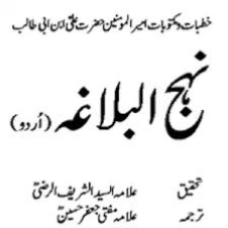 خطبات و مکتوبات امیر المومنین حضرت علی ابن ابی طالب
نہج البلاغہ (اُردو)
تحقیق علامہ السید الشریف الرضیؒ
ترجمہ علامہ مفتی جعفر حسینؒ